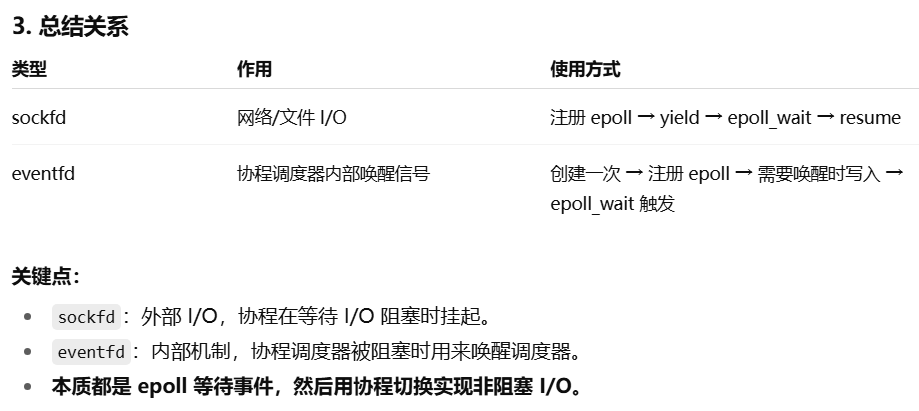 3. 总结关系
类型 作用 使用方式
sockfd 网络/文件 I/O 注册 epoll → yield → epoll_wait → resume
eventfd 协程调度器内部唤醒信号 创建一次 → 注册 epoll → 需要唤醒时写入 →
epoll_wait 触发
关键点：
• sockfd：外部 I/O，协程在等待 I/O 阻塞时挂起。
• eventfd：内部机制，协程调度器被阻塞时用来唤醒调度器。
• 本质都是 epoll 等待事件，然后用协程切换实现非阻塞 I/O。